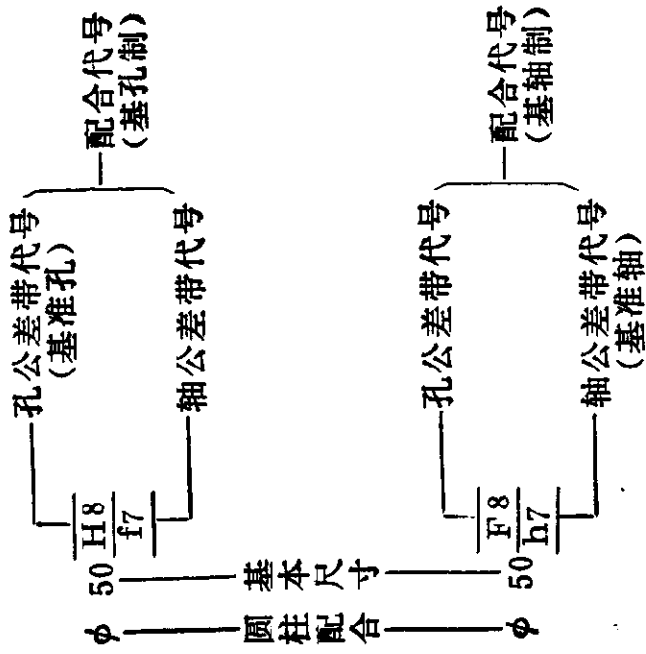 φ 50 H8/f7
孔公差带代号
(基准孔)
轴公差带代号
配合代号
(基孔制)
圆柱配合
基本尺寸
φ 50 F8/h7
孔公差带代号
轴公差带代号
(基准轴)
配合代号
(基轴制)